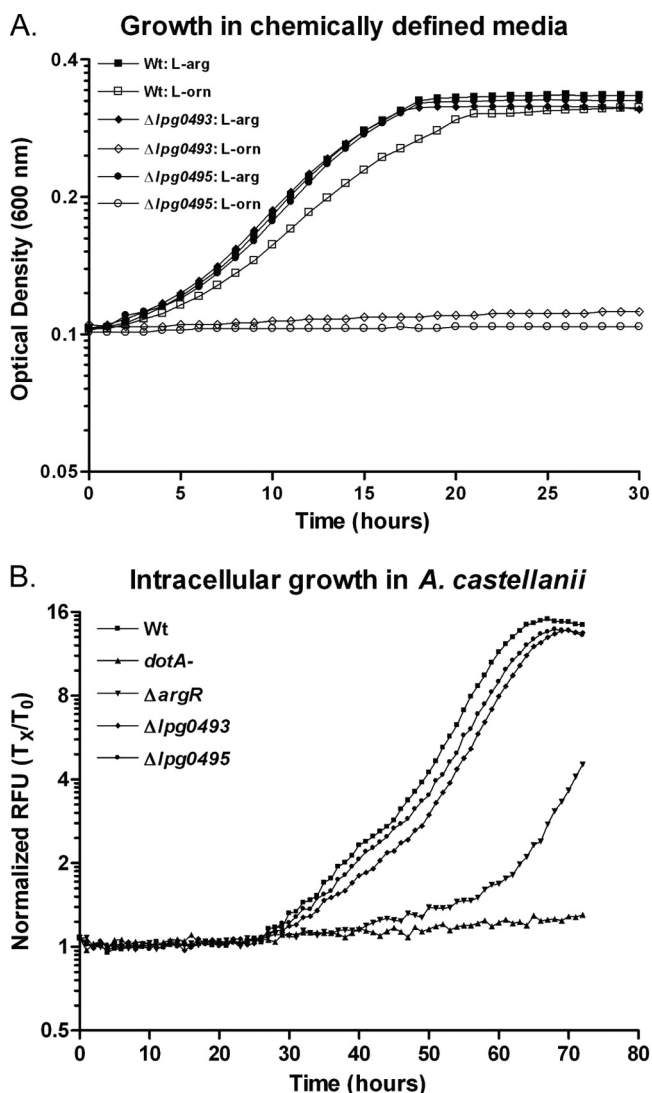 A. Growth in chemically defined media
Optical Density (600 nm)
0.4
0.2
0.1
0.05
Wt: L-arg
Wt: L-orn
Δlpg0493: L-arg
Δlpg0493: L-orn
Δlpg0495: L-arg
Δlpg0495: L-orn
0 5 10 15 20 25 30
Time (hours)
B. Intracellular growth in A. castellanii
Normalized RFU (TX/T0)
16
8
4
2
1
0.5
Wt
dotA-
ΔargR
Δlpg0493
Δlpg0495
0 10 20 30 40 50 60 70 80
Time (hours)